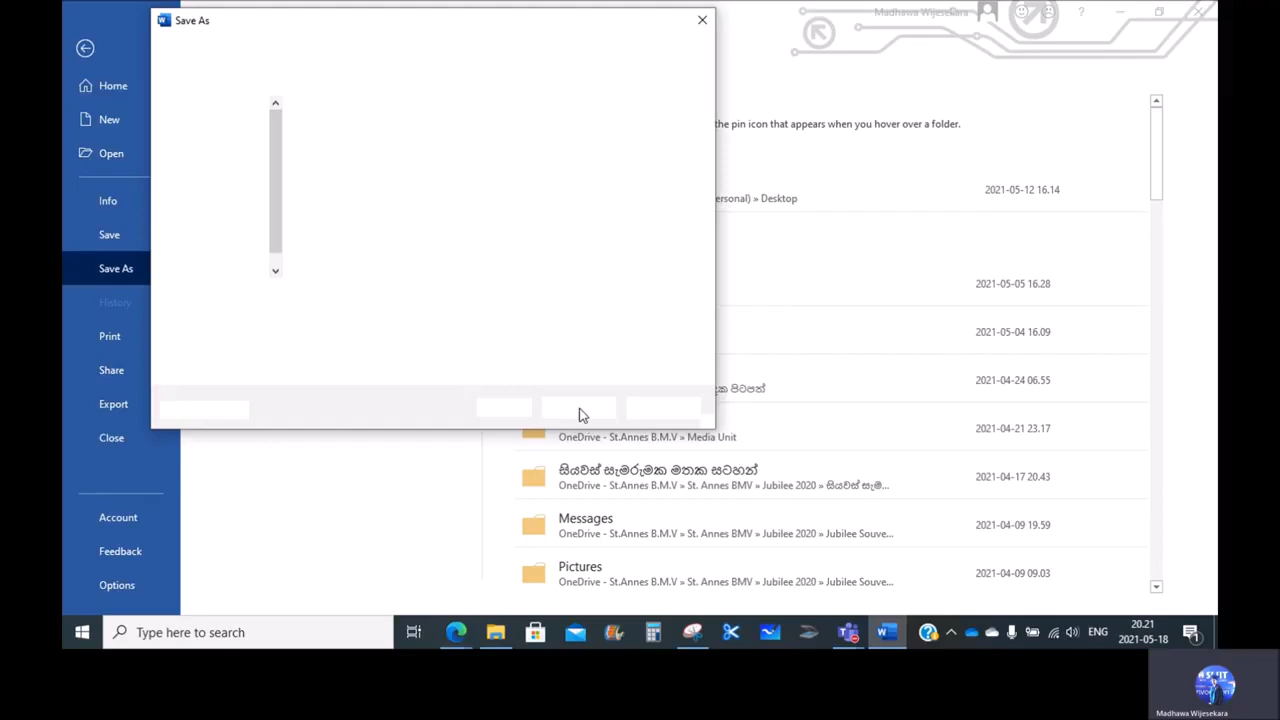 Save As
Madhawa Wijesekara
?
Home
New
Open
Info
Save
Save As
History
Print
Share
Export
Close
Account
Feedback
Options
the pin icon that appears when you hover over a folder.
2021-05-12 16.14
ersonal) » Desktop
2021-05-05 16.28
2021-05-04 16.09
2021-04-24 06.55
දක පිටපත්
2021-04-21 23.17
OneDrive - St.Annes B.M.V » Media Unit
සියවස් සැමරුමක මතක සටහන්
2021-04-17 20.43
OneDrive - St.Annes B.M.V » St. Annes BMV » Jubilee 2020 » සියවස් සැම...
Messages
2021-04-09 19.59
OneDrive - St.Annes B.M.V » St. Annes BMV » Jubilee 2020 » Jubilee Souve...
Pictures
2021-04-09 09.03
OneDrive - St.Annes B.M.V » St. Annes BMV » Jubilee 2020 » Jubilee Souve...
Type here to search
ENG
20.21
2021-05-18
1
Madhawa Wijesekara